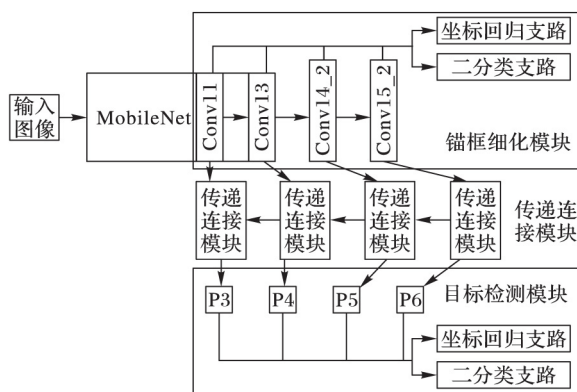 坐标回归支路
二分类支路
输入
图像
MobileNet
Conv11
Conv13
Conv14_2
Conv15_2
锚框细化模块
传递
连接
模块
传递
连接
模块
传递
连接
模块
传递
连接
模块
传递连
接模块
P3
P4
P5
P6
目标检测模块
坐标回归支路
二分类支路